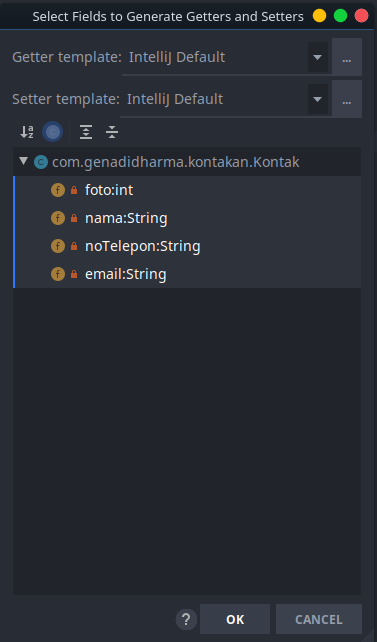 Select Fields to Generate Getters and Setters
Getter template: IntelliJ Default ...
Setter template: IntelliJ Default ...
com.genadidharma.kontakan.Kontak
foto:int
nama:String
noTelepon:String
email:String
? OK CANCEL